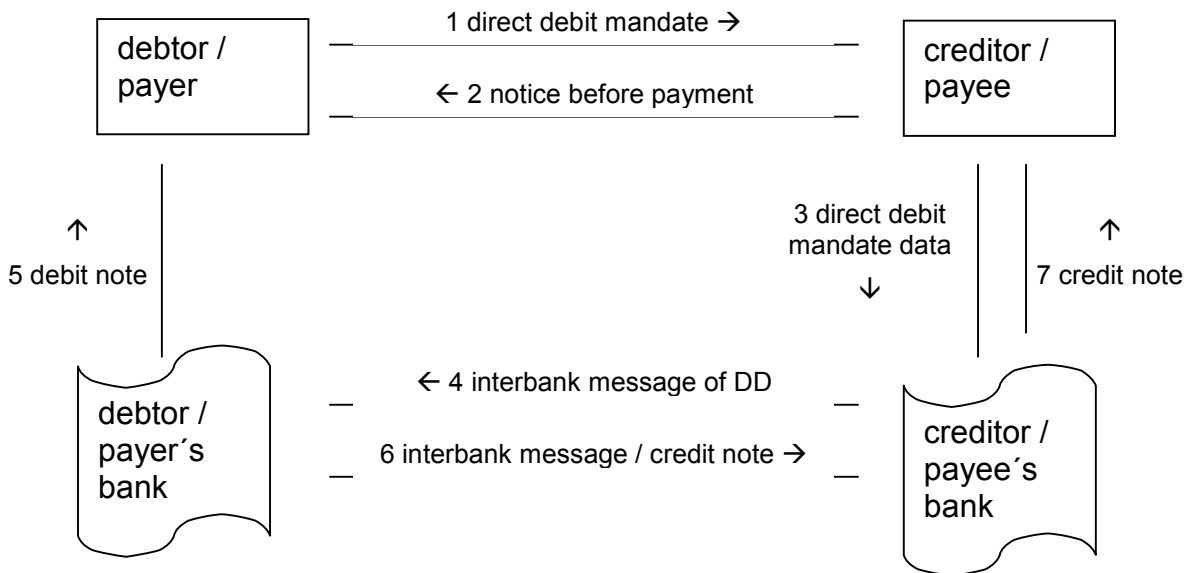 1 direct debit mandate →
debtor /
payer
creditor /
payee
← 2 notice before payment
3 direct debit
mandate data
↑
↑
5 debit note
7 credit note
↓
← 4 interbank message of DD
debtor /
payer´s
bank
6 interbank message / credit note →
creditor /
payee´s
bank